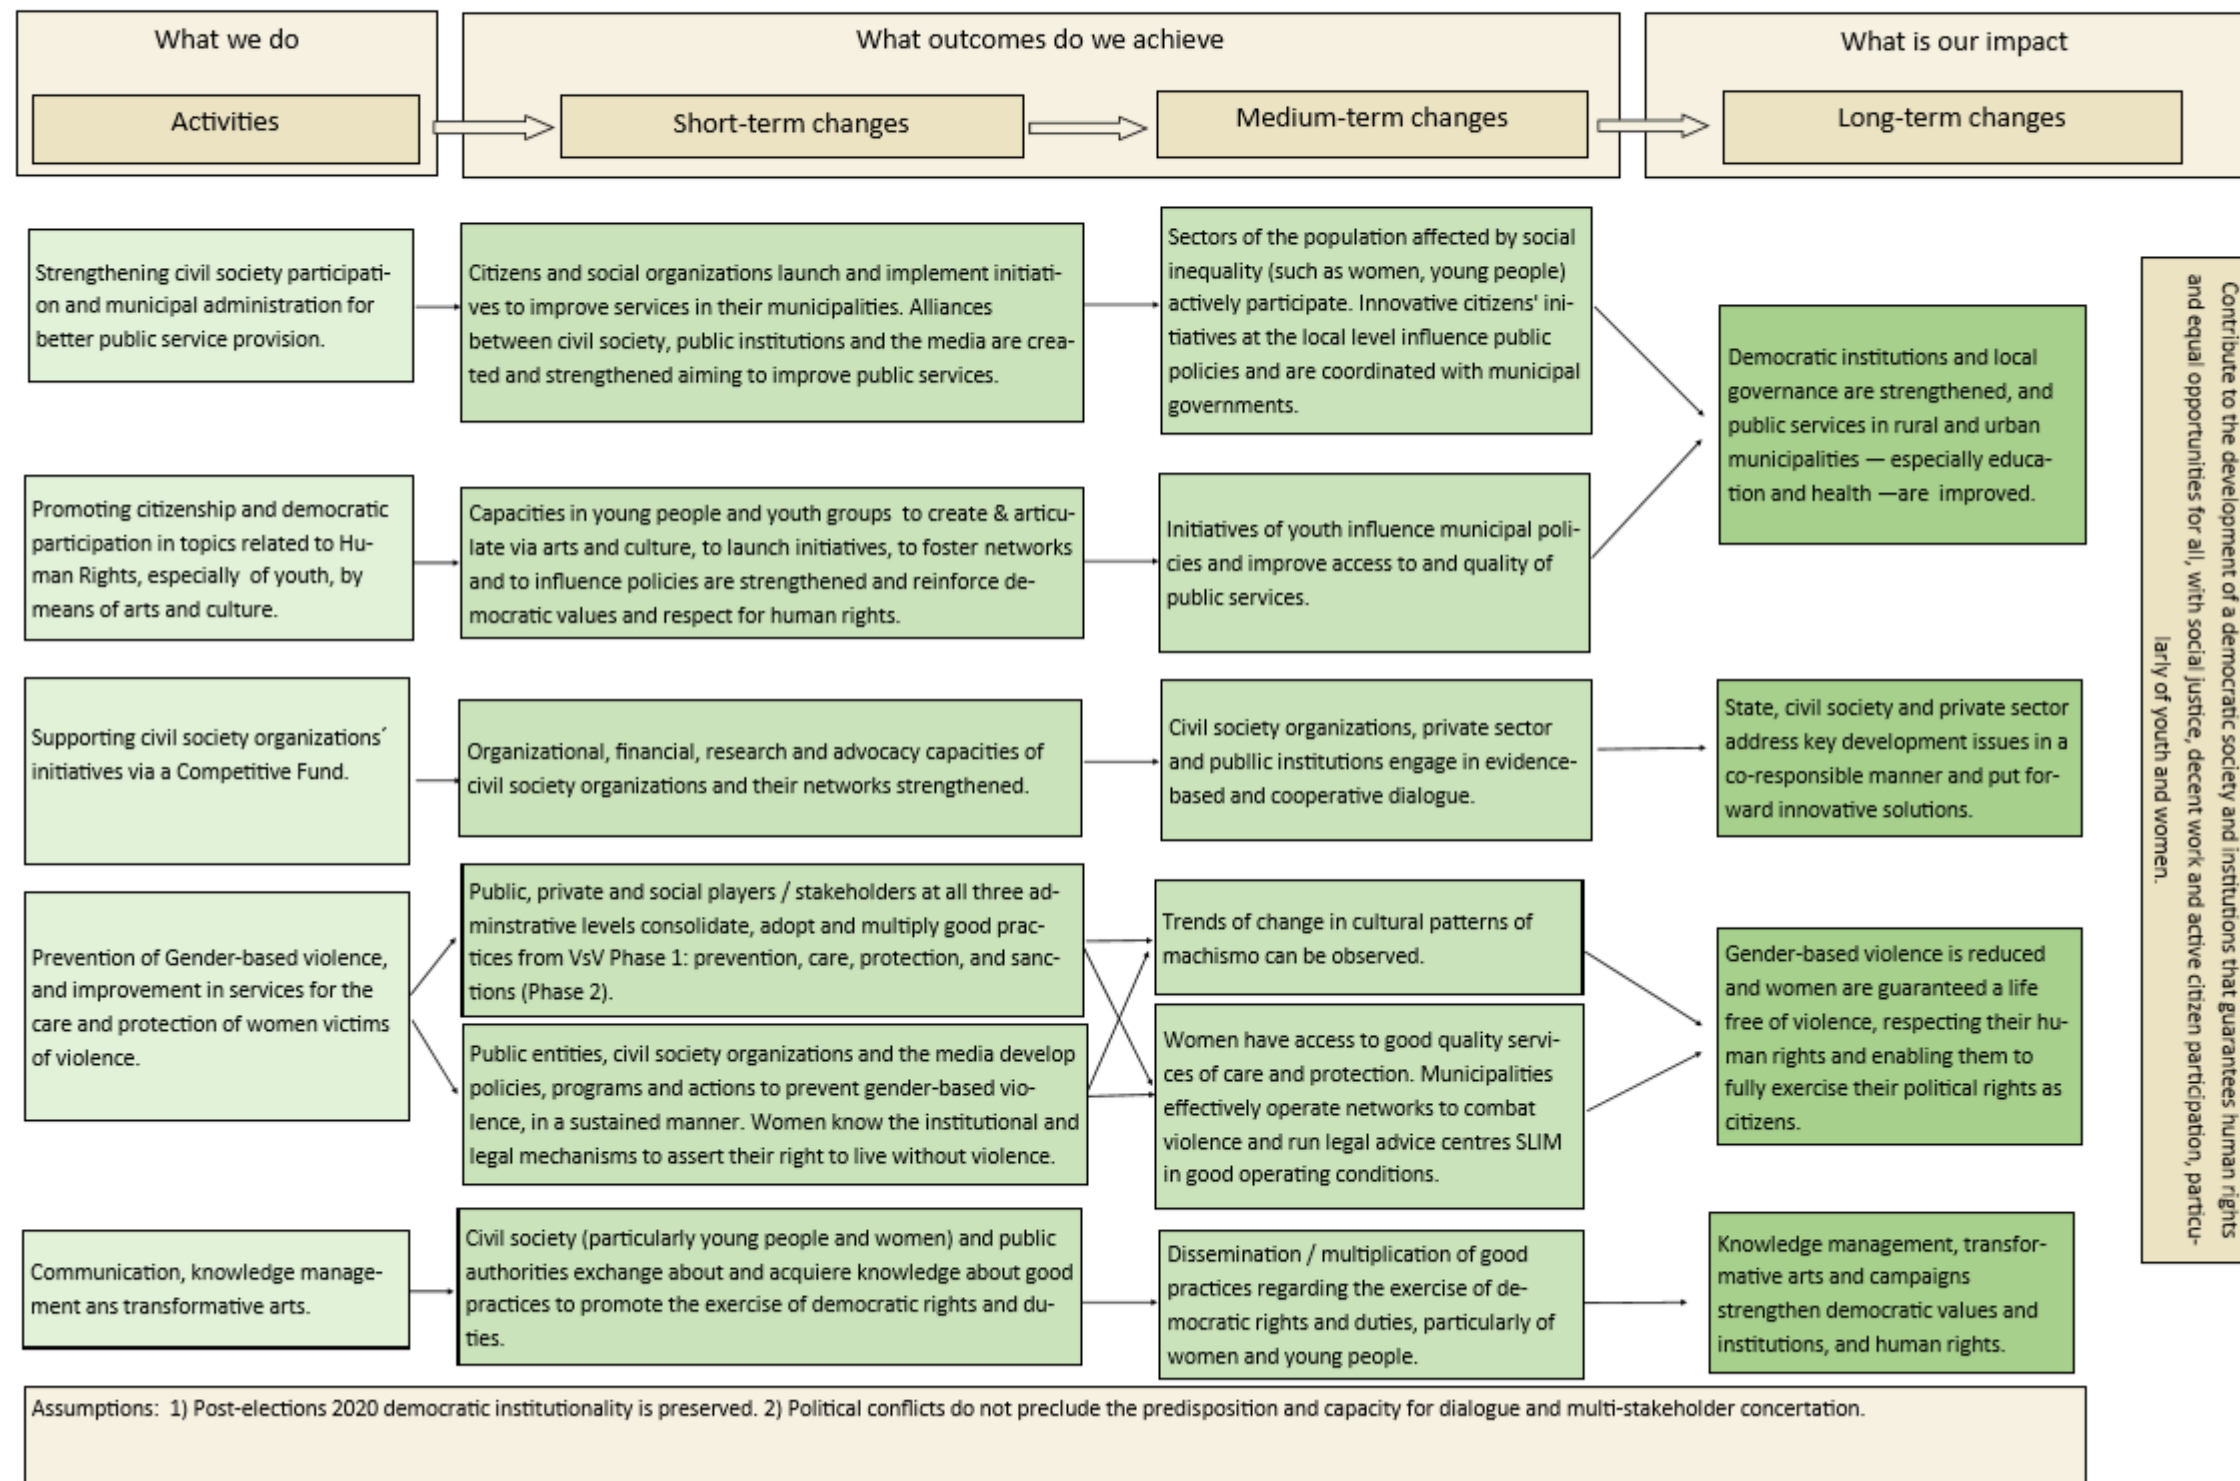 What we do
What outcomes do we achieve
What is our impact
Activities
Short-term changes
Medium-term changes
Long-term changes
Strengthening civil society participati-
on and municipal administration for
better public service provision.
Citizens and social organizations launch and implement initiati-
ves to improve services in their municipalities. Alliances
between civil society, public institutions and the media are crea-
ted and strengthened aiming to improve public services.
Sectors of the population affected by social
inequality (such as women, young people)
actively participate. Innovative citizens' ini-
tiatives at the local level influence public
policies and are coordinated with municipal
governments.
Democratic institutions and local
governance are strengthened, and
public services in rural and urban
municipalities — especially educa-
tion and health —are improved.
Promoting citizenship and democratic
participation in topics related to Hu-
man Rights, especially of youth, by
means of arts and culture.
Capacities in young people and youth groups to create & articu-
late via arts and culture, to launch initiatives, to foster networks
and to influence policies are strengthened and reinforce de-
mocratic values and respect for human rights.
Initiatives of youth influence municipal poli-
cies and improve access to and quality of
public services.
Supporting civil society organizations´
initiatives via a Competitive Fund.
Organizational, financial, research and advocacy capacities of
civil society organizations and their networks strengthened.
Civil society organizations, private sector
and publlic institutions engage in evidence-
based and cooperative dialogue.
State, civil society and private sector
address key development issues in a
co-responsible manner and put for-
ward innovative solutions.
Prevention of Gender-based violence,
and improvement in services for the
care and protection of women victims
of violence.
Public, private and social players / stakeholders at all three ad-
minstrative levels consolidate, adopt and multiply good prac-
tices from VsV Phase 1: prevention, care, protection, and sanc-
tions (Phase 2).
Public entities, civil society organizations and the media develop
policies, programs and actions to prevent gender-based vio-
lence, in a sustained manner. Women know the institutional and
legal mechanisms to assert their right to live without violence.
Trends of change in cultural patterns of
machismo can be observed.
Women have access to good quality servi-
ces of care and protection. Municipalities
effectively operate networks to combat
violence and run legal advice centres SLIM
in good operating conditions.
Gender-based violence is reduced
and women are guaranteed a life
free of violence, respecting their hu-
man rights and enabling them to
fully exercise their political rights as
citizens.
Communication, knowledge manage-
ment ans transformative arts.
Civil society (particularly young people and women) and public
authorities exchange about and acquiere knowledge about good
practices to promote the exercise of democratic rights and du-
ties.
Dissemination / multiplication of good
practices regarding the exercise of de-
mocratic rights and duties, particularly of
women and young people.
Knowledge management, transfor-
mative arts and campaigns
strengthen democratic values and
institutions, and human rights.
Contribute to the development of a democratic society and institutions that guarantees human rights
and equal opportunities for all, with social justice, decent work and active citizen participation, particu-
larly of youth and women.
Assumptions: 1) Post-elections 2020 democratic institutionality is preserved. 2) Political conflicts do not preclude the predisposition and capacity for dialogue and multi-stakeholder concertation.